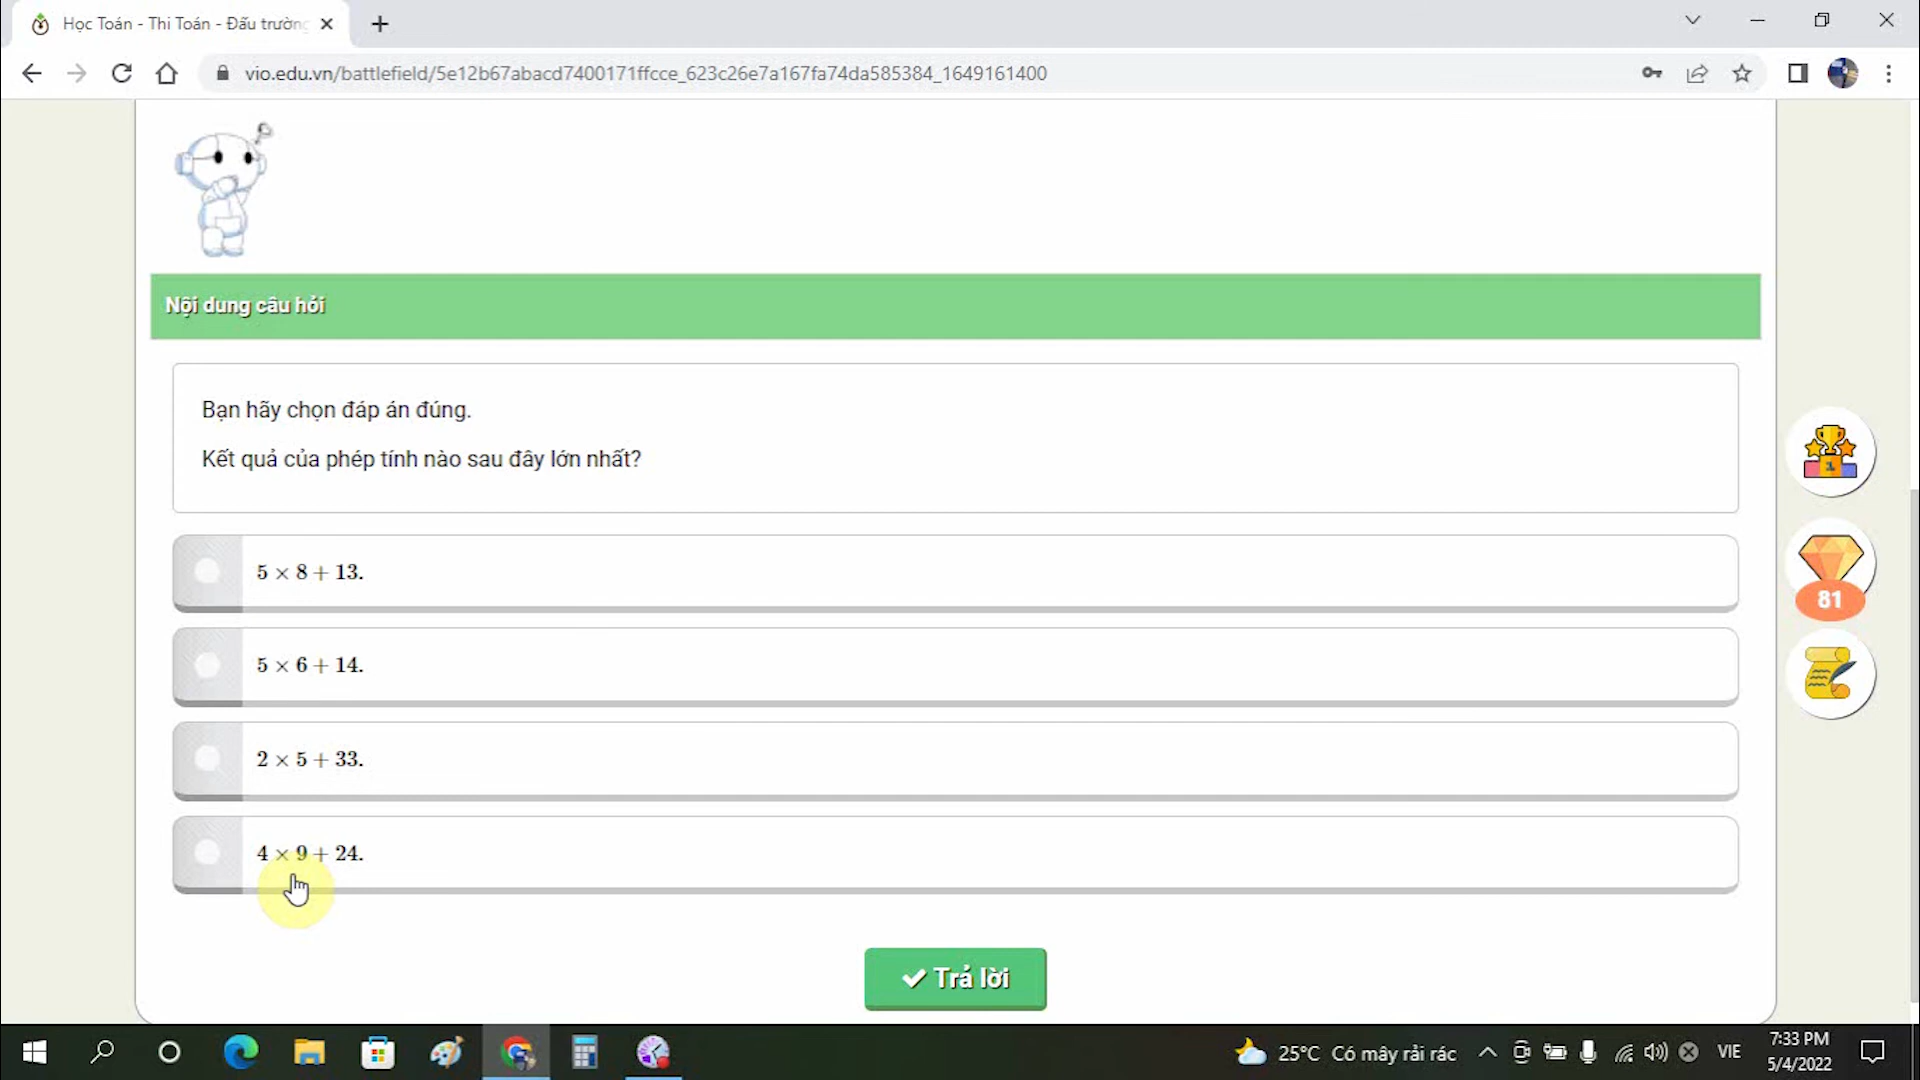 Học Toán - Thi Toán - Đấu trường
vio.edu.vn/battlefield/5e12b67abacd7400171ffcce_623c26e7a167fa74da585384_1649161400
Nội dung câu hỏi
Bạn hãy chọn đáp án đúng.
Kết quả của phép tính nào sau đây lớn nhất?
5 × 8 + 13.
5 × 6 + 14.
2 × 5 + 33.
4 × 9 + 24.
1
81
Trả lời
25°C Có mây rải rác
VIE
7:33 PM
5/4/2022